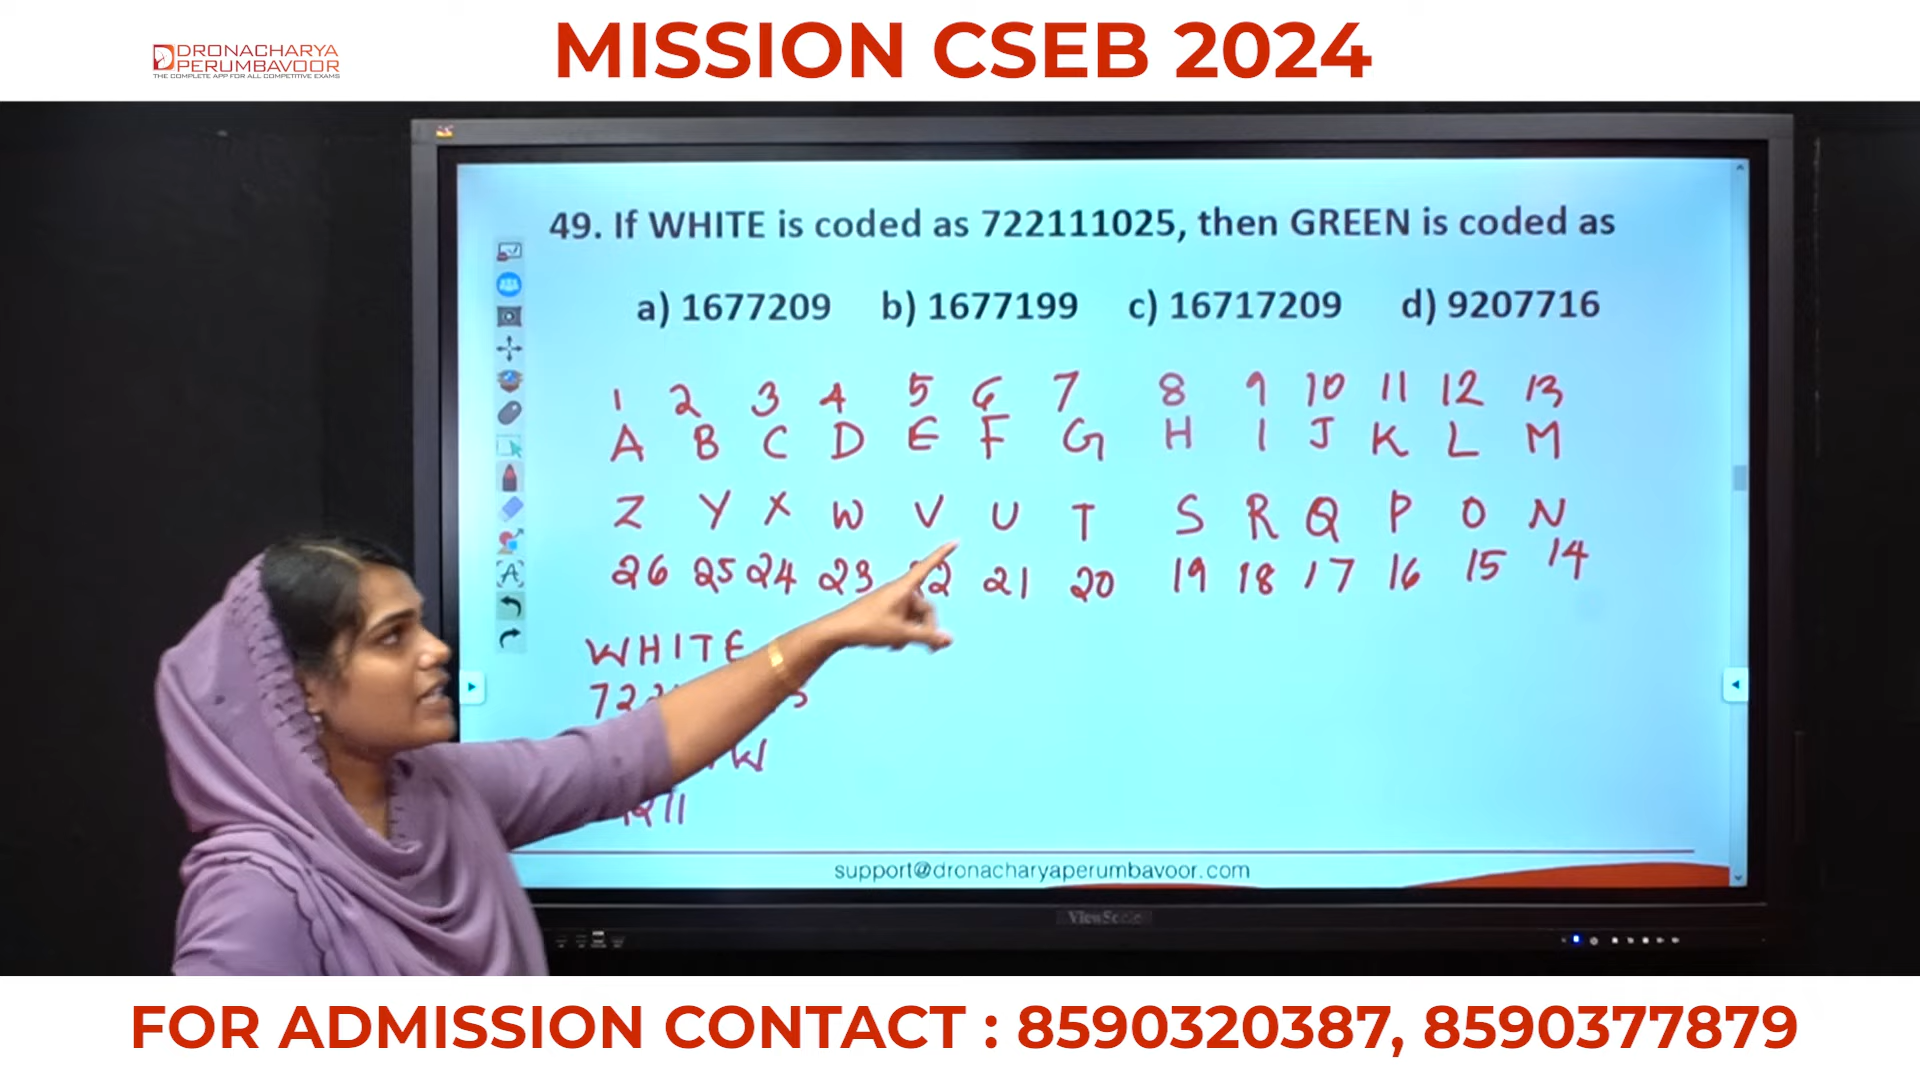 DRONACHARYA
PERUMBAVOOR
THE COMPLETE APP FOR ALL COMPETITIVE EXAMS
MISSION CSEB 2024
49. If WHITE is coded as 722111025, then GREEN is coded as
a) 1677209 b) 1677199 c) 16717209 d) 9207716
1 2 3 4 5 6 7 8 9 10 11 12 13
A B C D E F G H I J K L M
Z Y X W V U T S R Q P O N
26 25 24 23 22 21 20 19 18 17 16 15 14
WHITE
72
W
support@dronacharyaperumbavoor.com
ViewSonic
FOR ADMISSION CONTACT : 8590320387, 8590377879